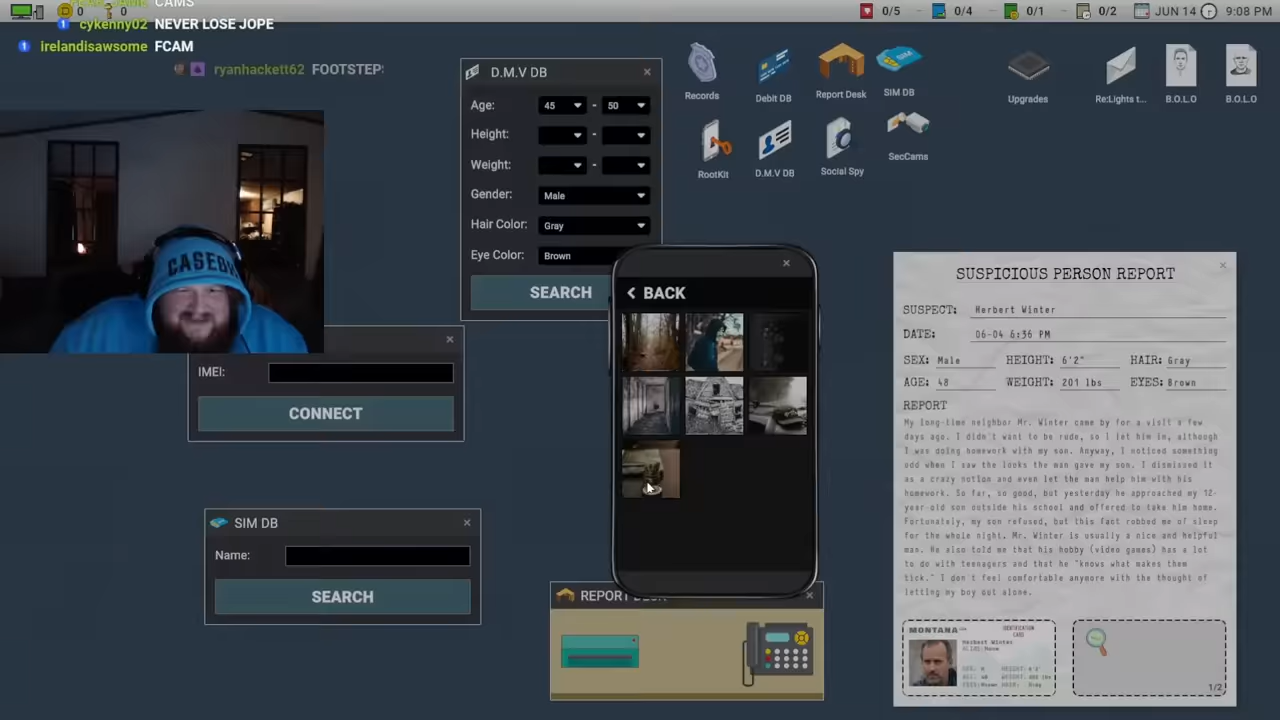 CAMS
cykenny02 NEVER LOSE JOPE
irelandisawsome FCAM
ryanhackett62 FOOTSTEP:
0
0
0/5
0/4
0/1
0/2
JUN 14
9:08 PM
Records
Debit DB
Report Desk
SIM DB
Upgrades
Re:Lights t...
B.O.L.O
B.O.L.O
RootKit
D.M.V DB
Social Spy
SecCams
D.M.V DB
Age: 45 - 50
Height: -
Weight: -
Gender: Male
Hair Color: Gray
Eye Color: Brown
SEARCH
BACK
IMEI:
CONNECT
SIM DB
Name:
SEARCH
REPORT DESK
SUSPICIOUS PERSON REPORT
SUSPECT: Herbert Winter
DATE: 06-04 6:36 PM
SEX: Male HEIGHT: 6'2" HAIR: Gray
AGE: 48 WEIGHT: 201 lbs EYES: Brown
REPORT
My long-time neighbor Mr. Winter came by for a visit a few
days ago. I didn't want to be rude, so I let him in, although
I was doing homework with my son. Anyway, I noticed something
odd when I saw the looks the man gave my son. I dismissed it
as a crazy notion and even let the man help him with his
homework. So far, so good, but yesterday he approached my 12-
year-old son outside his school and offered to take him home.
Fortunately, my son refused, but this fact robbed me of sleep
for the whole night. Mr. Winter is usually a nice and helpful
man. He also told me that his hobby (video games) has a lot
to do with teenagers and that he "knows what makes them
tick." I don't feel comfortable anymore with the thought of
letting my boy out alone.
MONTANA
IDENTIFICATION CARD
Herbert Winter
1/2